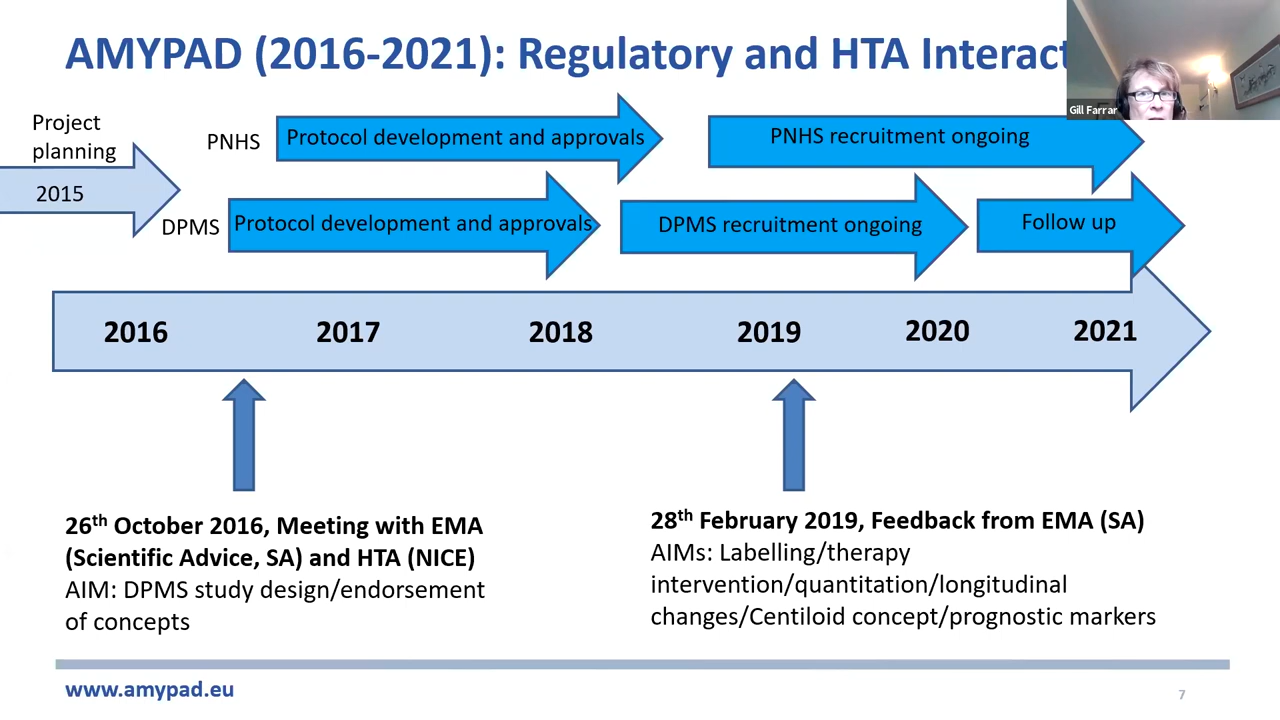 AMYPAD (2016-2021): Regulatory and HTA Interact
Gill Farrar
Project
planning
2015
PNHS
Protocol development and approvals
PNHS recruitment ongoing
DPMS
Protocol development and approvals
DPMS recruitment ongoing
Follow up
2016 2017 2018 2019 2020 2021
26th October 2016, Meeting with EMA
(Scientific Advice, SA) and HTA (NICE)
AIM: DPMS study design/endorsement
of concepts
28th February 2019, Feedback from EMA (SA)
AIMs: Labelling/therapy
intervention/quantitation/longitudinal
changes/Centiloid concept/prognostic markers
www.amypad.eu
7